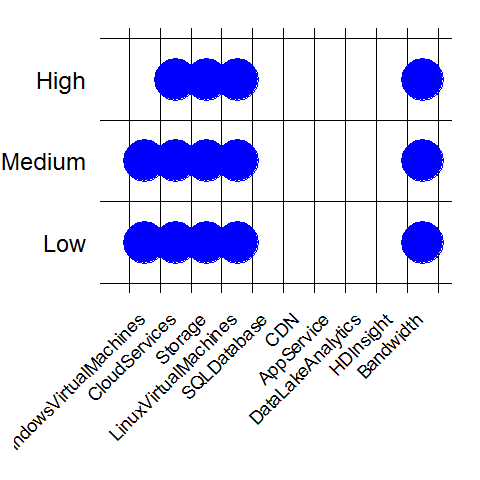 High
Medium
Low
ndowsVirtualMachines
CloudServices
Storage
LinuxVirtualMachines
SQLDatabase
CDN
AppService
DataLakeAnalytics
HDInsight
Bandwidth